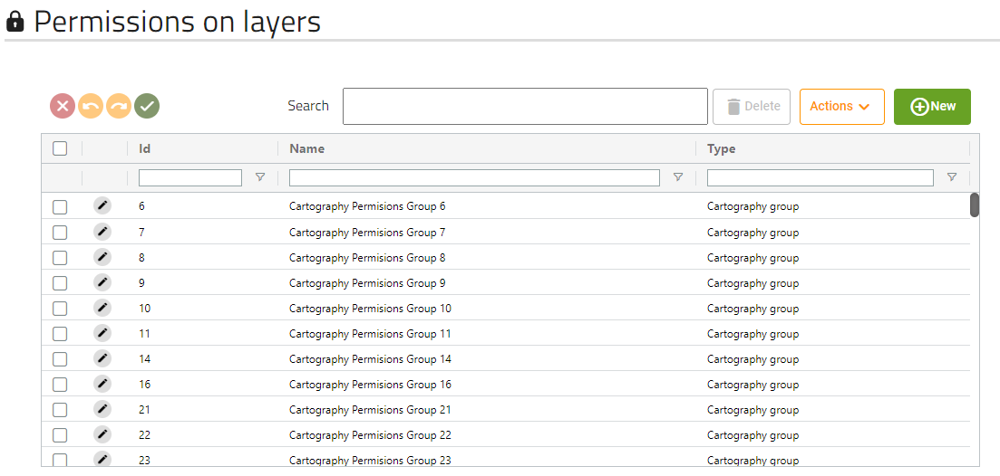 Permissions on layers
Search Delete Actions New
Id Name Type
6 Cartography Permisions Group 6 Cartography group
7 Cartography Permisions Group 7 Cartography group
8 Cartography Permisions Group 8 Cartography group
9 Cartography Permisions Group 9 Cartography group
10 Cartography Permisions Group 10 Cartography group
11 Cartography Permisions Group 11 Cartography group
14 Cartography Permisions Group 14 Cartography group
16 Cartography Permisions Group 16 Cartography group
21 Cartography Permisions Group 21 Cartography group
22 Cartography Permisions Group 22 Cartography group
23 Cartography Permisions Group 23 Cartography group